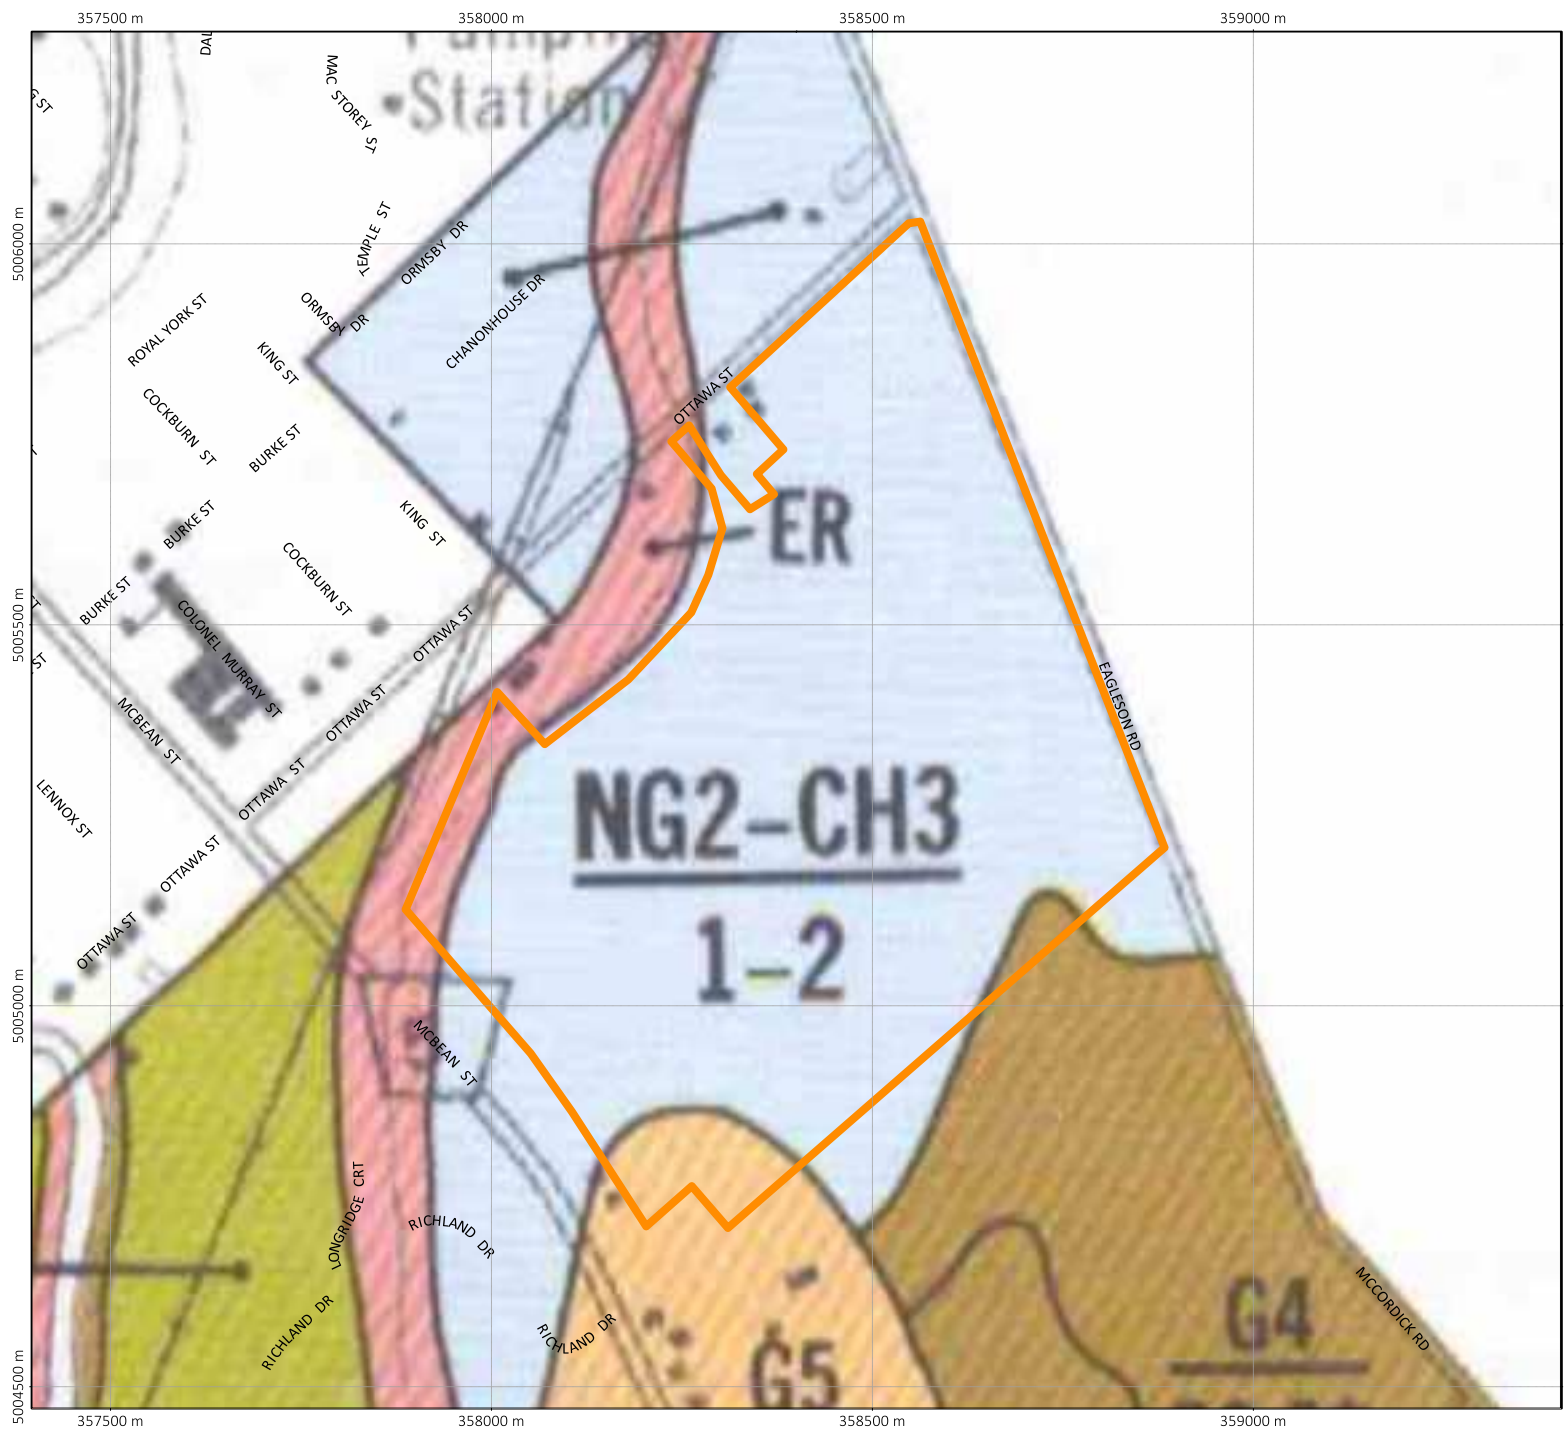 357500 m
358000 m
358500 m
359000 m
5006000 m
5005500 m
5005000 m
5004500 m
Station
MAC STOREY ST
TEMPLE ST
ORMSBY DR
ORMSBY DR
CHANONHOUSE DR
ROYAL YORK ST
KING ST
COCKBURN ST
BURKE ST
OTTAWA ST
KING ST
BURKE ST
ER
COCKBURN ST
BURKE ST
COLONEL MURRAY ST
OTTAWA ST
EAGLESON RD
MCBEAN ST
OTTAWA ST
LENNOX ST
OTTAWA ST
NG2-CH3
1-2
OTTAWA ST
OTTAWA ST
MCBEAN ST
LONGRIDGE CRT
RICHLAND DR
RICHLAND DR
RICHLAND DR
MCCORDICK RD
G4
G5
357500 m
358000 m
358500 m
359000 m